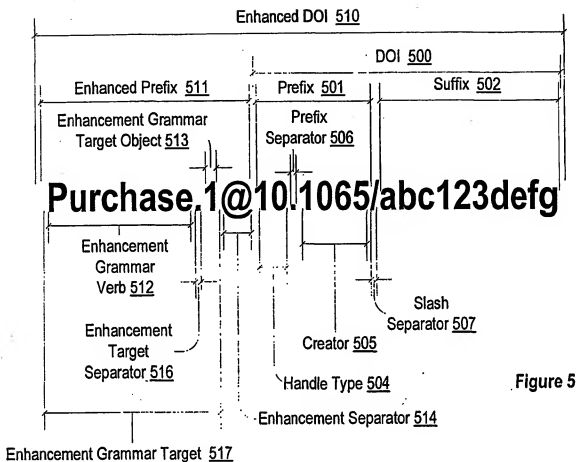 Enhanced DOI 510
DOI 500
Enhanced Prefix 511
Prefix 501
Suffix 502
Enhancement Grammar
Target Object 513
Prefix
Separator 506
Purchase.1@10.1065/abc123defg
Enhancement
Grammar
Verb 512
Slash
Separator 507
Enhancement
Target
Separator 516
Creator 505
Handle Type 504
Figure 5
Enhancement Separator 514
Enhancement Grammar Target 517